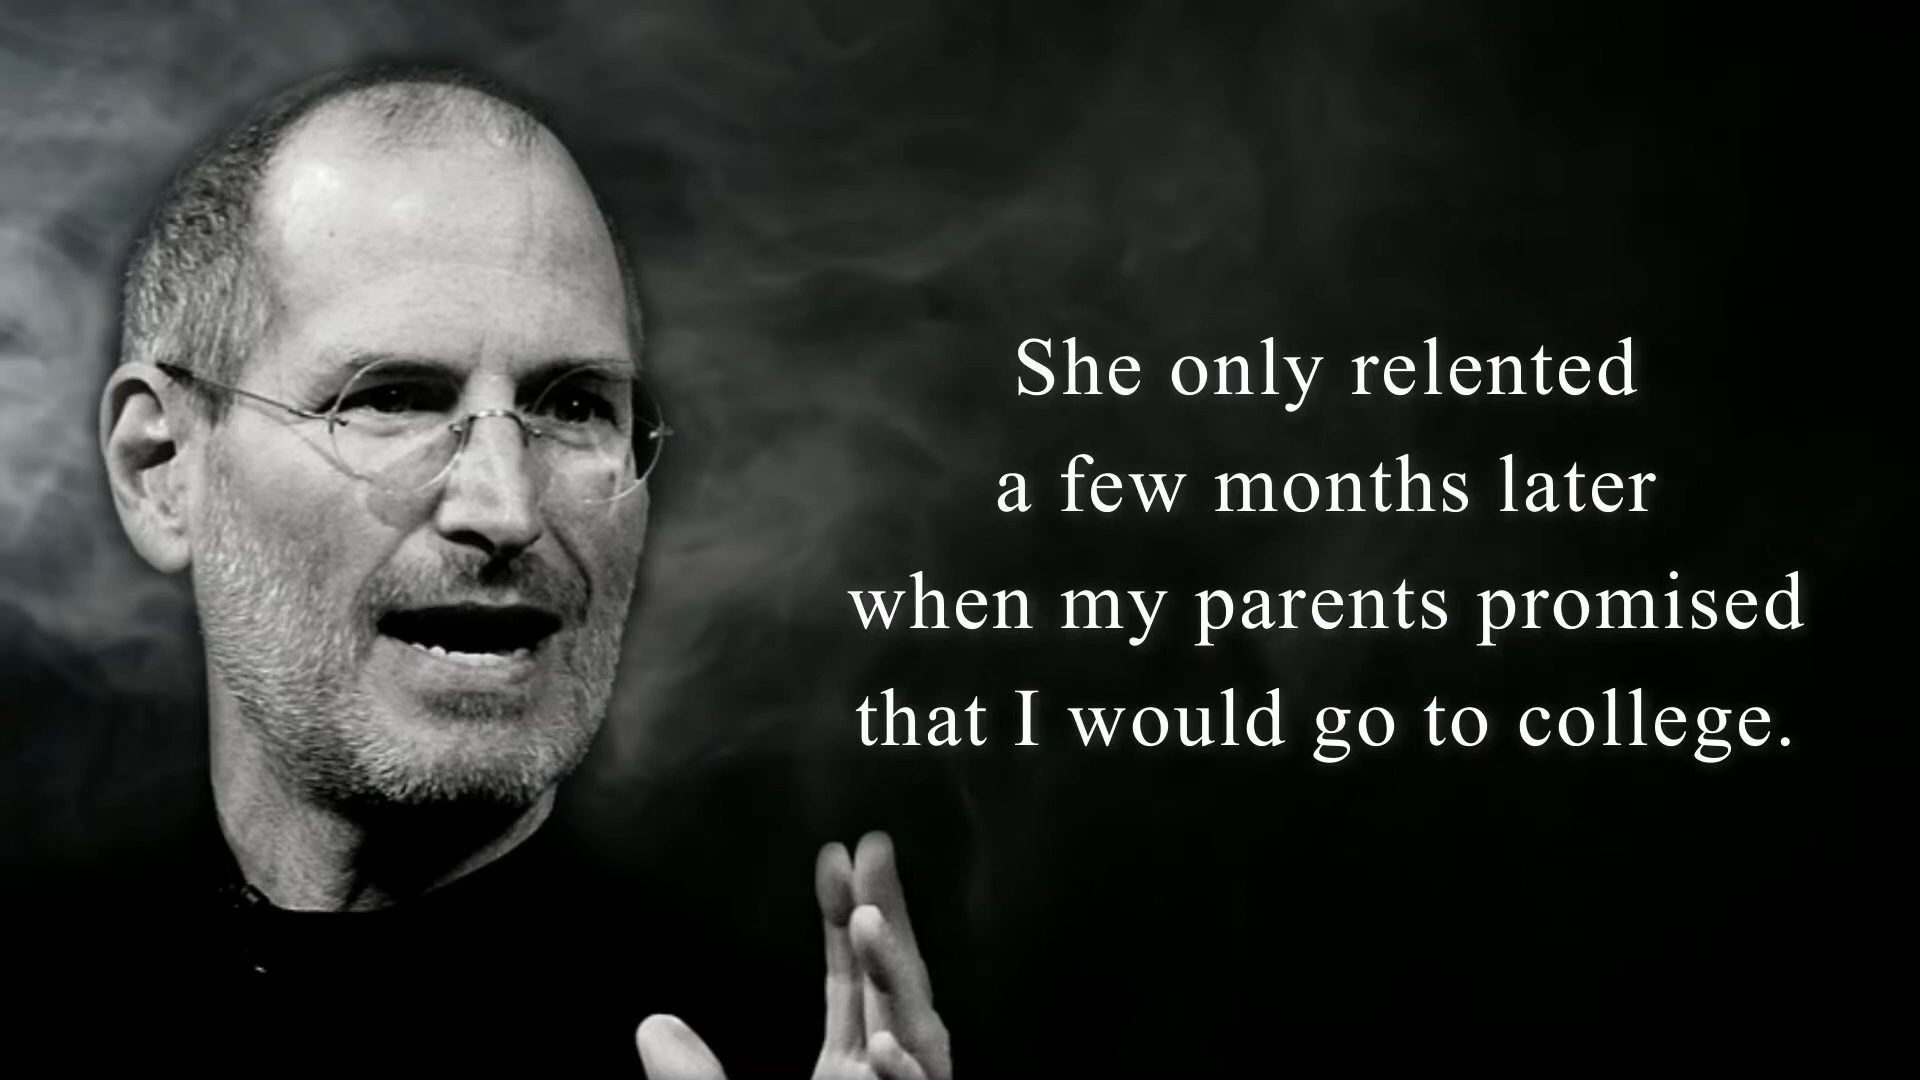 She only relented
a few months later
when my parents promised
that I would go to college.